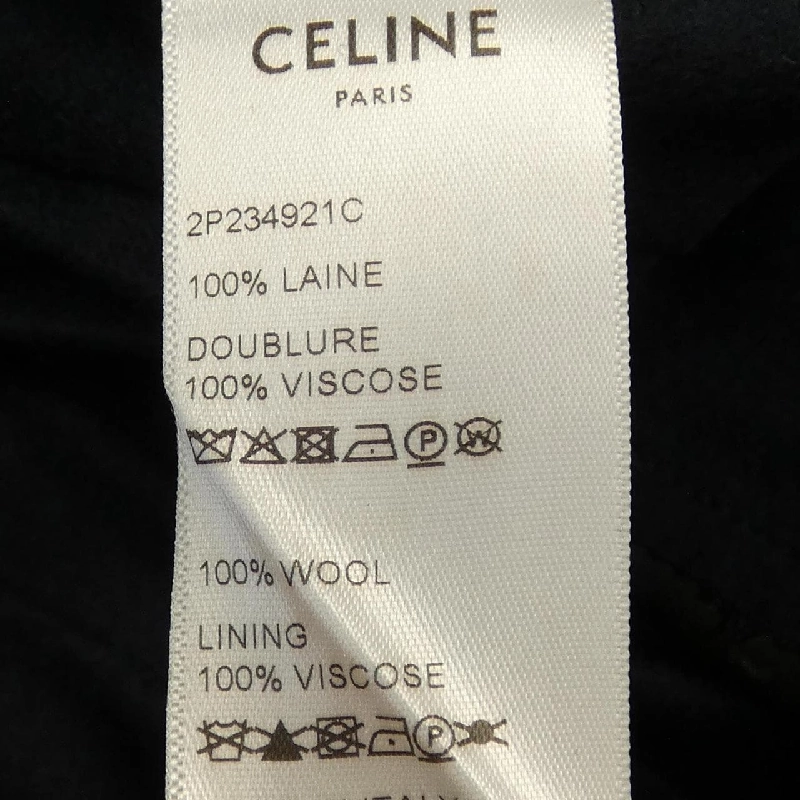 CELINE
PARIS
2P234921C
100% LAINE
DOUBLURE
100% VISCOSE
P W
100% WOOL
LINING
100% VISCOSE
P